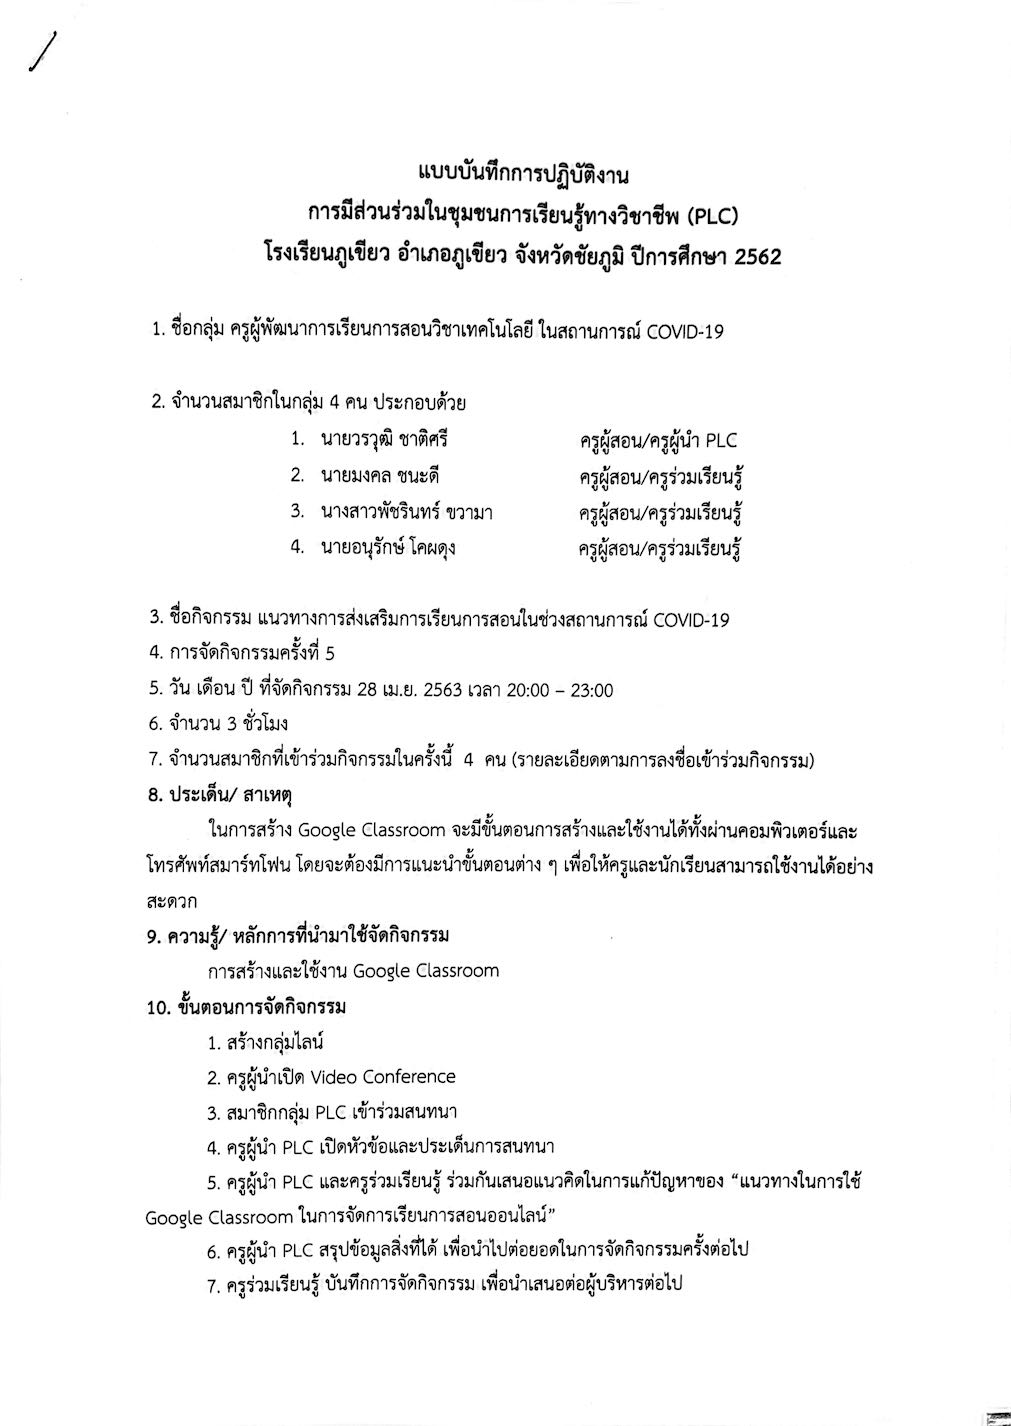 แบบบันทึกการปฏิบัติงาน
การมีส่วนร่วมในชุมชนการเรียนรู้ทางวิชาชีพ (PLC)
โรงเรียนภูเขียว อำเภอภูเขียว จังหวัดชัยภูมิ ปีการศึกษา 2562
1. ชื่อกลุ่ม ครูผู้พัฒนาการเรียนการสอนวิชาเทคโนโลยี ในสถานการณ์ COVID-19
2. จำนวนสมาชิกในกลุ่ม 4 คน ประกอบด้วย
1. นายวรวุฒิ ชาติศรี ครูผู้สอน/ครูผู้นำ PLC
2. นายมงคล ชนะดี ครูผู้สอน/ครูร่วมเรียนรู้
3. นางสาวพัชรินทร์ ขวามา ครูผู้สอน/ครูร่วมเรียนรู้
4. นายอนุรักษ์ โคผดุง ครูผู้สอน/ครูร่วมเรียนรู้
3. ชื่อกิจกรรม แนวทางการส่งเสริมการเรียนการสอนในช่วงสถานการณ์ COVID-19
4. การจัดกิจกรรมครั้งที่ 5
5. วัน เดือน ปี ที่จัดกิจกรรม 28 เม.ย. 2563 เวลา 20:00 – 23:00
6. จำนวน 3 ชั่วโมง
7. จำนวนสมาชิกที่เข้าร่วมกิจกรรมในครั้งนี้ 4 คน (รายละเอียดตามการลงชื่อเข้าร่วมกิจกรรม)
8. ประเด็น/ สาเหตุ
ในการสร้าง Google Classroom จะมีขั้นตอนการสร้างและใช้งานได้ทั้งผ่านคอมพิวเตอร์และ
โทรศัพท์สมาร์ทโฟน โดยจะต้องมีการแนะนำขั้นตอนต่าง ๆ เพื่อให้ครูและนักเรียนสามารถใช้งานได้อย่าง
สะดวก
9. ความรู้/ หลักการที่นำมาใช้จัดกิจกรรม
การสร้างและใช้งาน Google Classroom
10. ขั้นตอนการจัดกิจกรรม
1. สร้างกลุ่มไลน์
2. ครูผู้นำเปิด Video Conference
3. สมาชิกกลุ่ม PLC เข้าร่วมสนทนา
4. ครูผู้นำ PLC เปิดหัวข้อและประเด็นการสนทนา
5. ครูผู้นำ PLC และครูร่วมเรียนรู้ ร่วมกันเสนอแนวคิดในการแก้ปัญหาของ “แนวทางในการใช้
Google Classroom ในการจัดการเรียนการสอนออนไลน์”
6. ครูผู้นำ PLC สรุปข้อมูลสิ่งที่ได้ เพื่อนำไปต่อยอดในการจัดกิจกรรมครั้งต่อไป
7. ครูร่วมเรียนรู้ บันทึกการจัดกิจกรรม เพื่อนำเสนอต่อผู้บริหารต่อไป